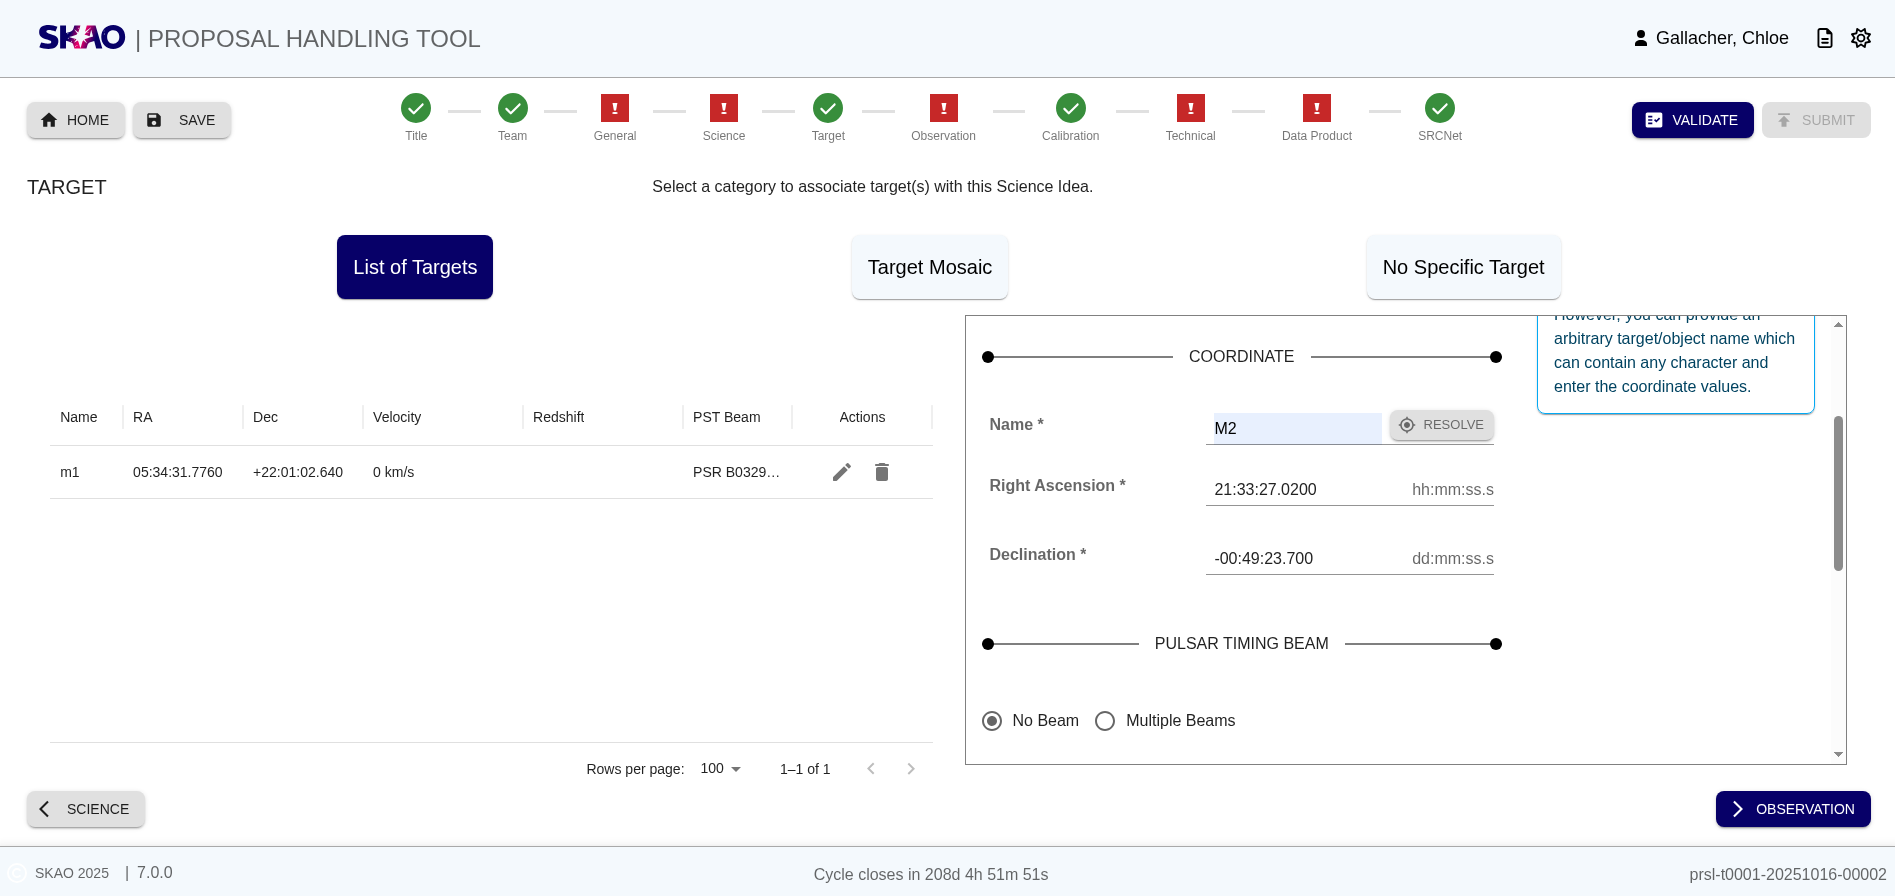 SKAO | PROPOSAL HANDLING TOOL
Gallacher, Chloe
HOME
SAVE
Title
Team
General
Science
Target
Observation
Calibration
Technical
Data Product
SRCNet
VALIDATE
SUBMIT
TARGET
Select a category to associate target(s) with this Science Idea.
List of Targets
Target Mosaic
No Specific Target
Name RA Dec Velocity Redshift PST Beam Actions
m1 05:34:31.7760 +22:01:02.640 0 km/s PSR B0329…
Rows per page: 100 1–1 of 1
COORDINATE
Name * M2 RESOLVE
Right Ascension * 21:33:27.0200 hh:mm:ss.s
Declination * -00:49:23.700 dd:mm:ss.s
PULSAR TIMING BEAM
No Beam Multiple Beams
However, you can provide an
arbitrary target/object name which
can contain any character and
enter the coordinate values.
SCIENCE
OBSERVATION
© SKAO 2025 | 7.0.0
Cycle closes in 208d 4h 51m 51s
prsl-t0001-20251016-00002